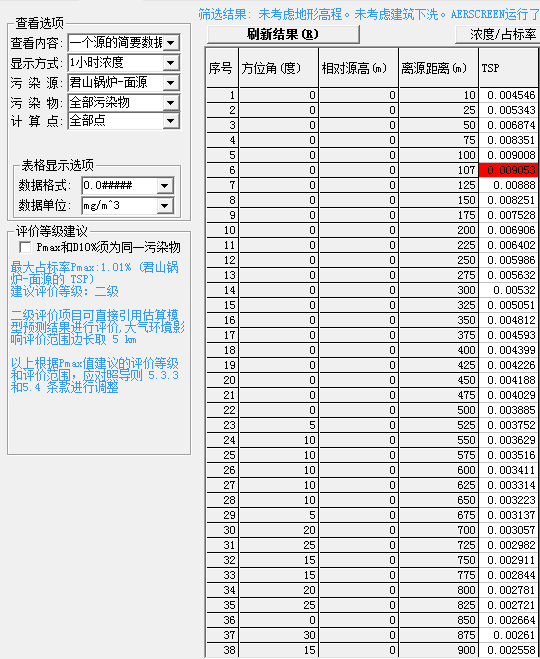 筛选结果: 未考虑地形高程。未考虑建筑下洗。AERSCREEN运行了
刷新结果(R)
浓度/占标率
查看选项
查看内容: 一个源的简要数据
显示方式: 1小时浓度
污 染 源: 君山锅炉-面源
污 染 物: 全部污染物
计 算 点: 全部点
表格显示选项
数据格式: 0.0#####
数据单位: mg/m^3
评价等级建议
Pmax和D10%须为同一污染物
最大占标率Pmax:1.01% (君山锅
炉-面源的 TSP)
建议评价等级: 二级
二级评价项目可直接引用估算模
型预测结果进行评价,大气环境影
响评价范围边长取 5 km
以上根据Pmax值建议的评价等级
和评价范围, 应对照导则 5.3.3
和5.4 条款进行调整
序号 方位角(度) 相对源高(m) 离源距离(m) TSP
1 0 0 10 0.004546
2 0 0 25 0.005343
3 0 0 50 0.006874
4 0 0 75 0.008351
5 0 0 100 0.009008
6 0 0 107 0.009053
7 0 0 125 0.00888
8 0 0 150 0.008251
9 0 0 175 0.007528
10 0 0 200 0.006906
11 0 0 225 0.006402
12 0 0 250 0.005986
13 0 0 275 0.005632
14 0 0 300 0.00532
15 0 0 325 0.005051
16 0 0 350 0.004812
17 0 0 375 0.004593
18 0 0 400 0.004399
19 0 0 425 0.004226
20 0 0 450 0.004188
21 0 0 475 0.004029
22 0 0 500 0.003885
23 5 0 525 0.003752
24 10 0 550 0.003629
25 10 0 575 0.003516
26 10 0 600 0.003411
27 10 0 625 0.003314
28 10 0 650 0.003223
29 5 0 675 0.003137
30 20 0 700 0.003057
31 25 0 725 0.002982
32 15 0 750 0.002911
33 15 0 775 0.002844
34 20 0 800 0.002781
35 25 0 825 0.002721
36 0 0 850 0.002664
37 30 0 875 0.00261
38 15 0 900 0.002558